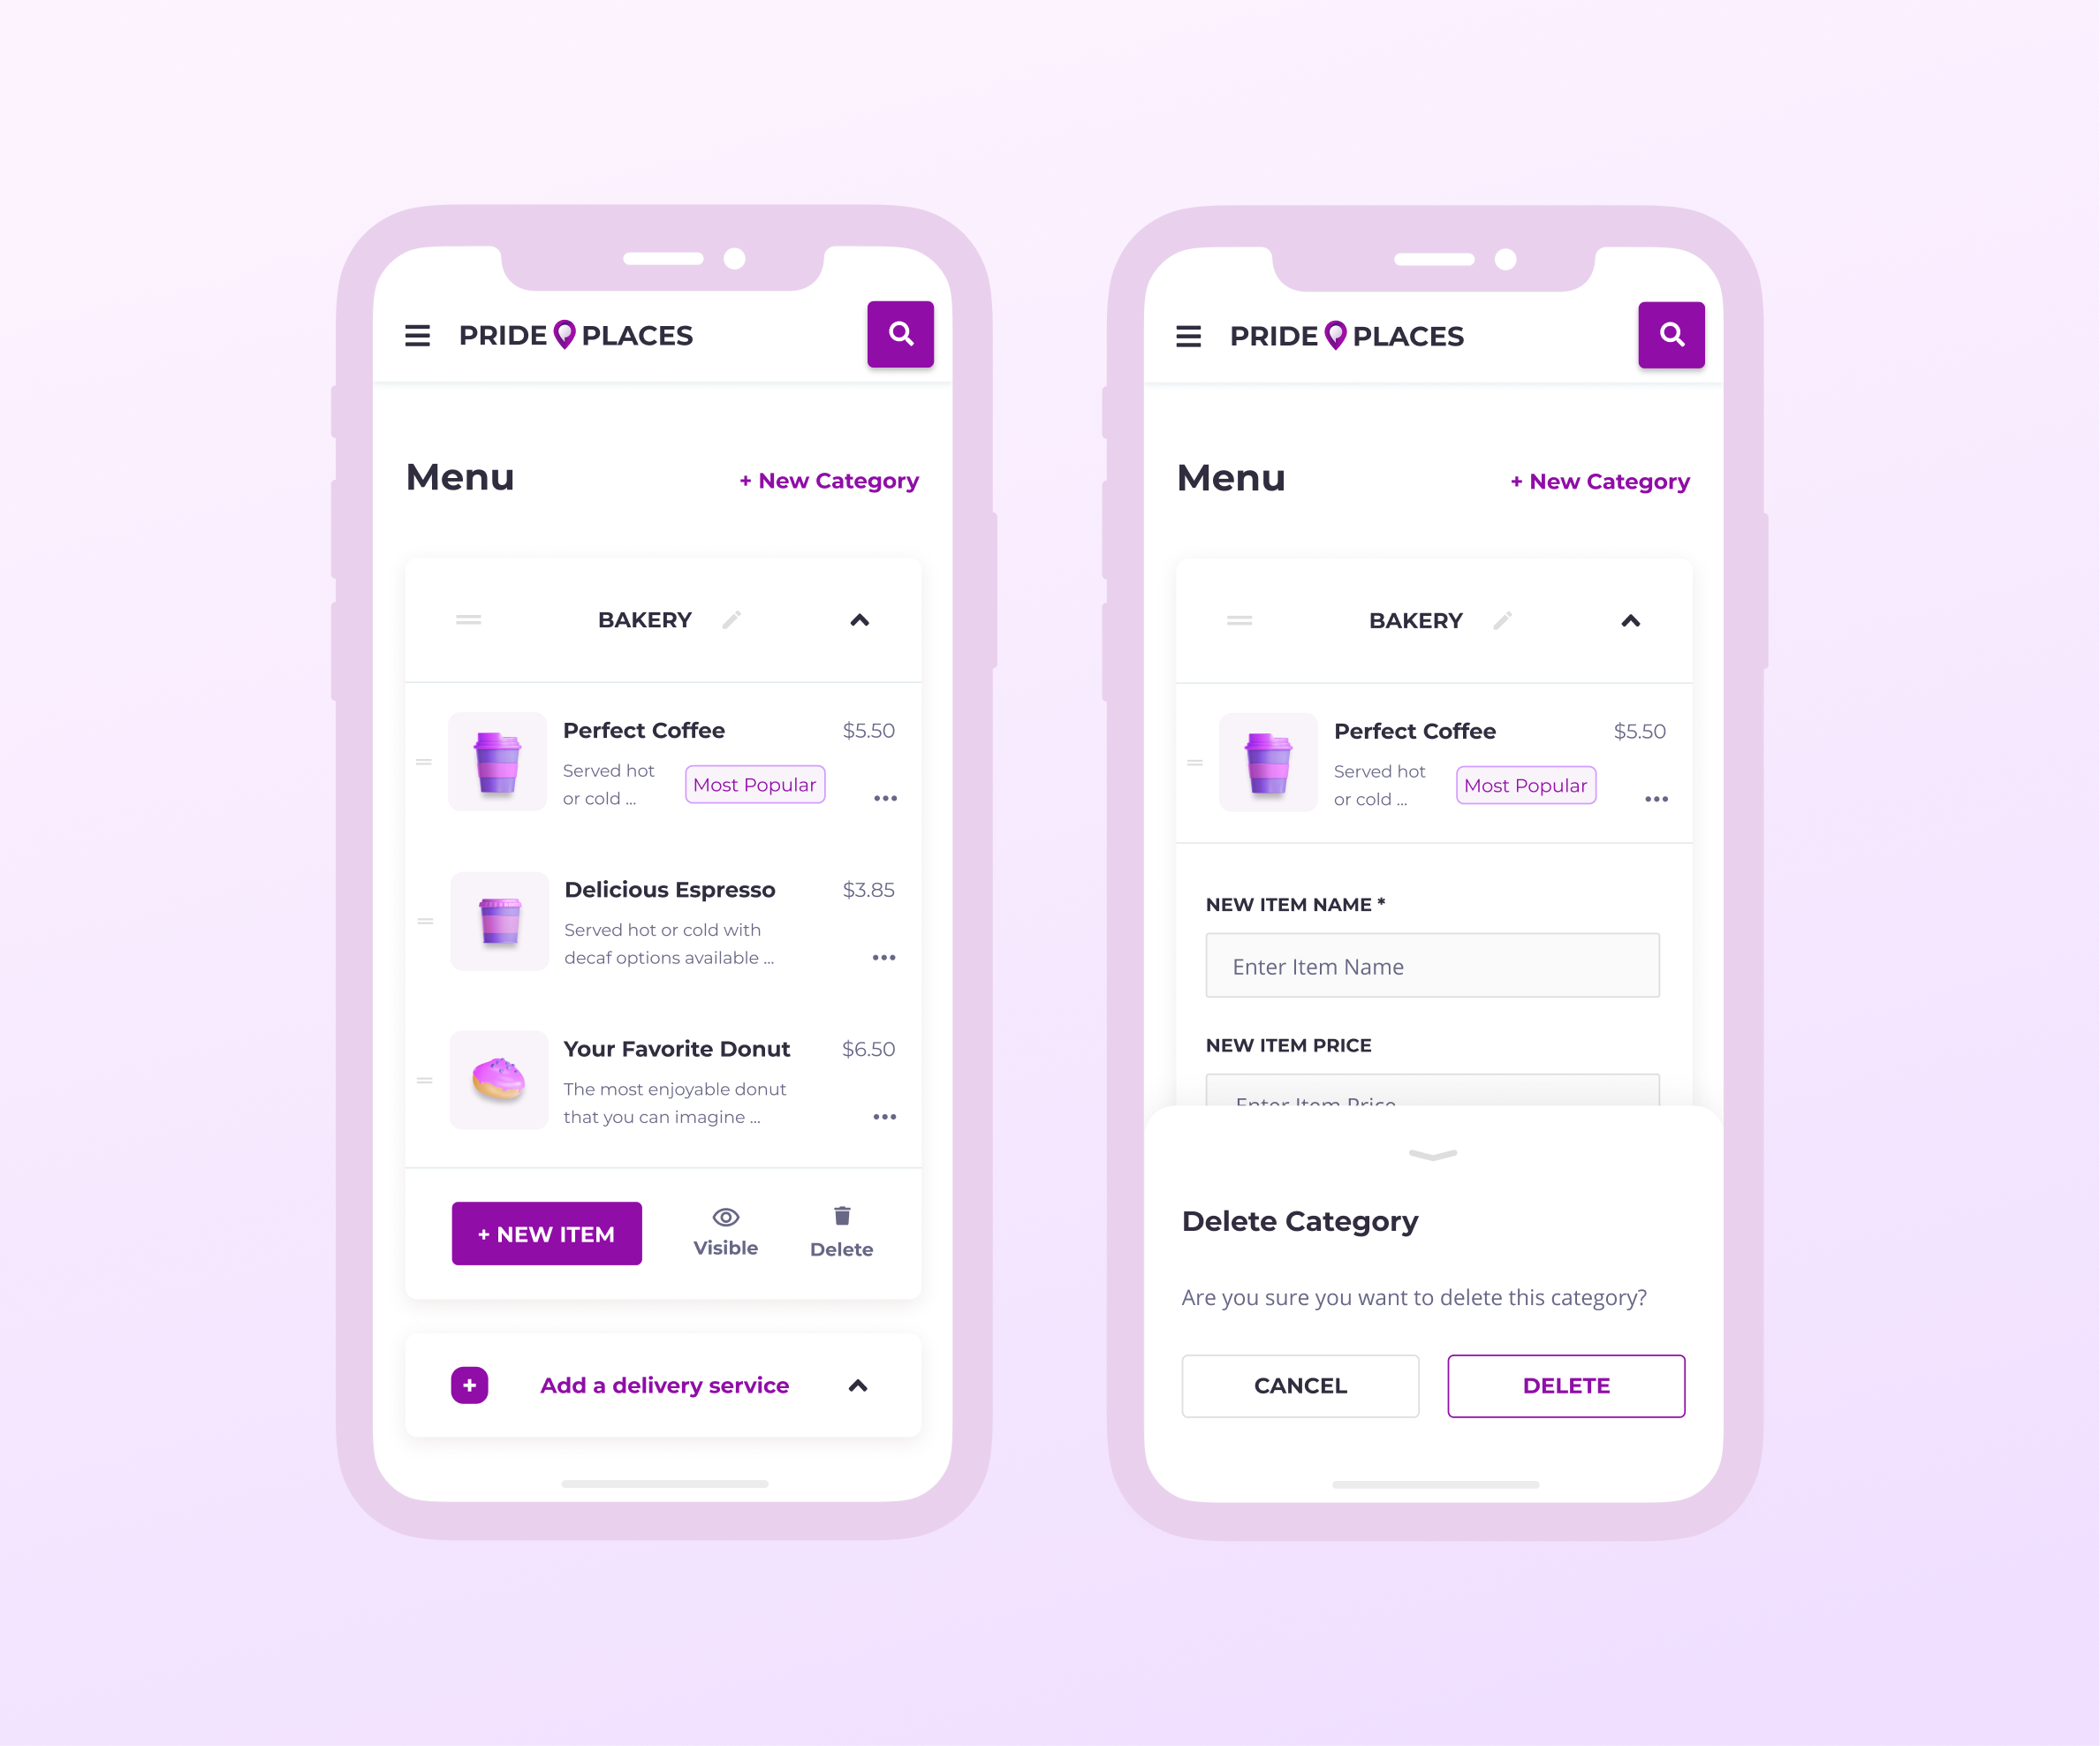 PRIDE PLACES
Menu
+ New Category
BAKERY
Perfect Coffee
$5.50
Served hot
or cold ...
Most Popular
Delicious Espresso
$3.85
Served hot or cold with
decaf options available ...
Your Favorite Donut
$6.50
The most enjoyable donut
that you can imagine ...
+ NEW ITEM
Visible
Delete
+
Add a delivery service
PRIDE PLACES
Menu
+ New Category
BAKERY
Perfect Coffee
$5.50
Served hot
or cold ...
Most Popular
NEW ITEM NAME *
Enter Item Name
NEW ITEM PRICE
Enter Item Price
Delete Category
Are you sure you want to delete this category?
CANCEL
DELETE